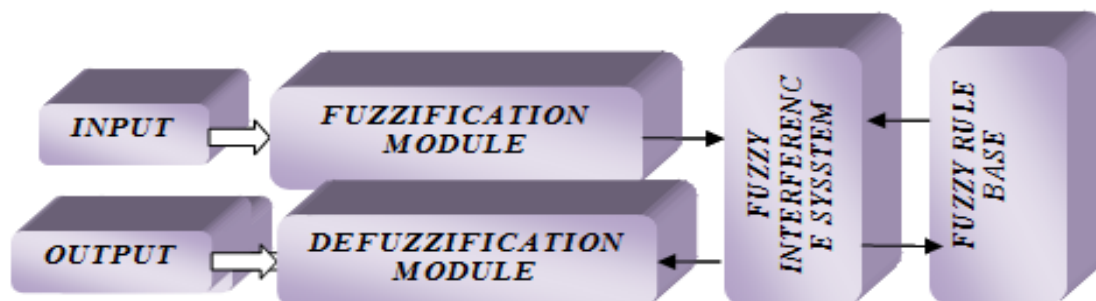 INPUT
FUZZIFICATION
MODULE
OUTPUT
DEFUZZIFICATION
MODULE
FUZZY
INTERFERENC
E SYSSTEM
FUZZY RULE
BASE